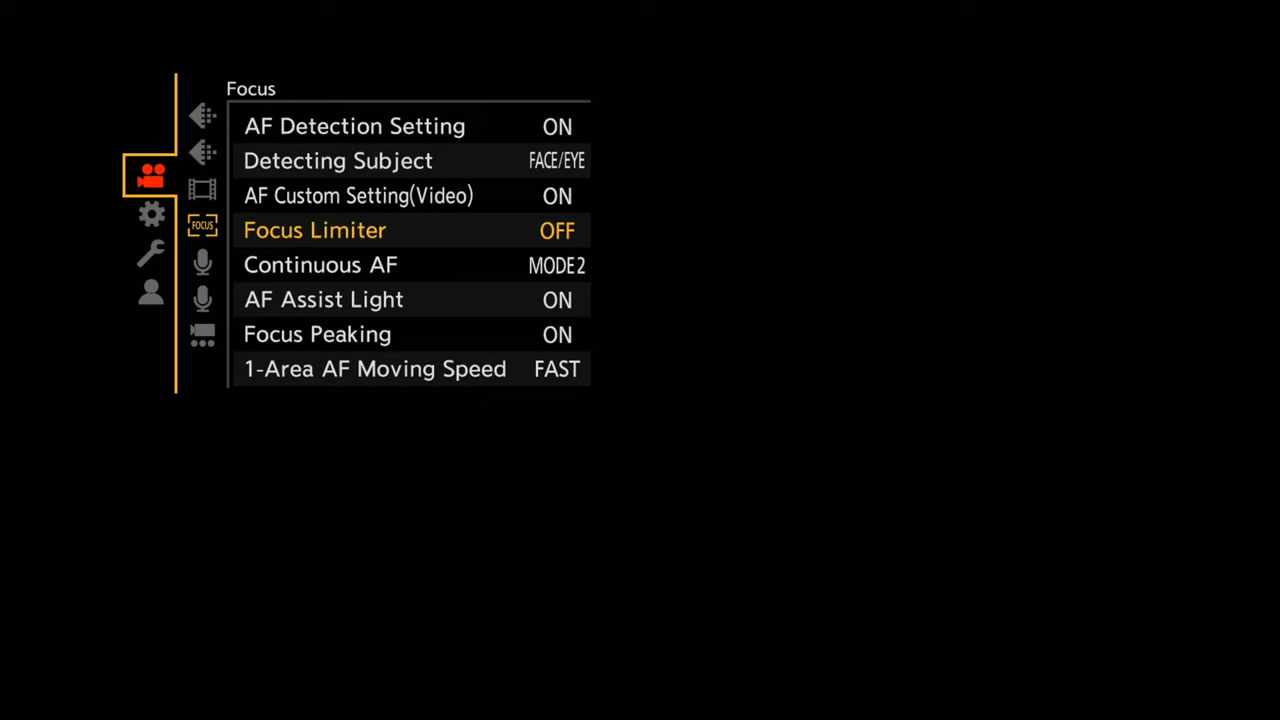 Focus
AF Detection Setting ON
Detecting Subject FACE/EYE
AF Custom Setting(Video) ON
FOCUS
Focus Limiter OFF
Continuous AF MODE2
AF Assist Light ON
Focus Peaking ON
1-Area AF Moving Speed FAST